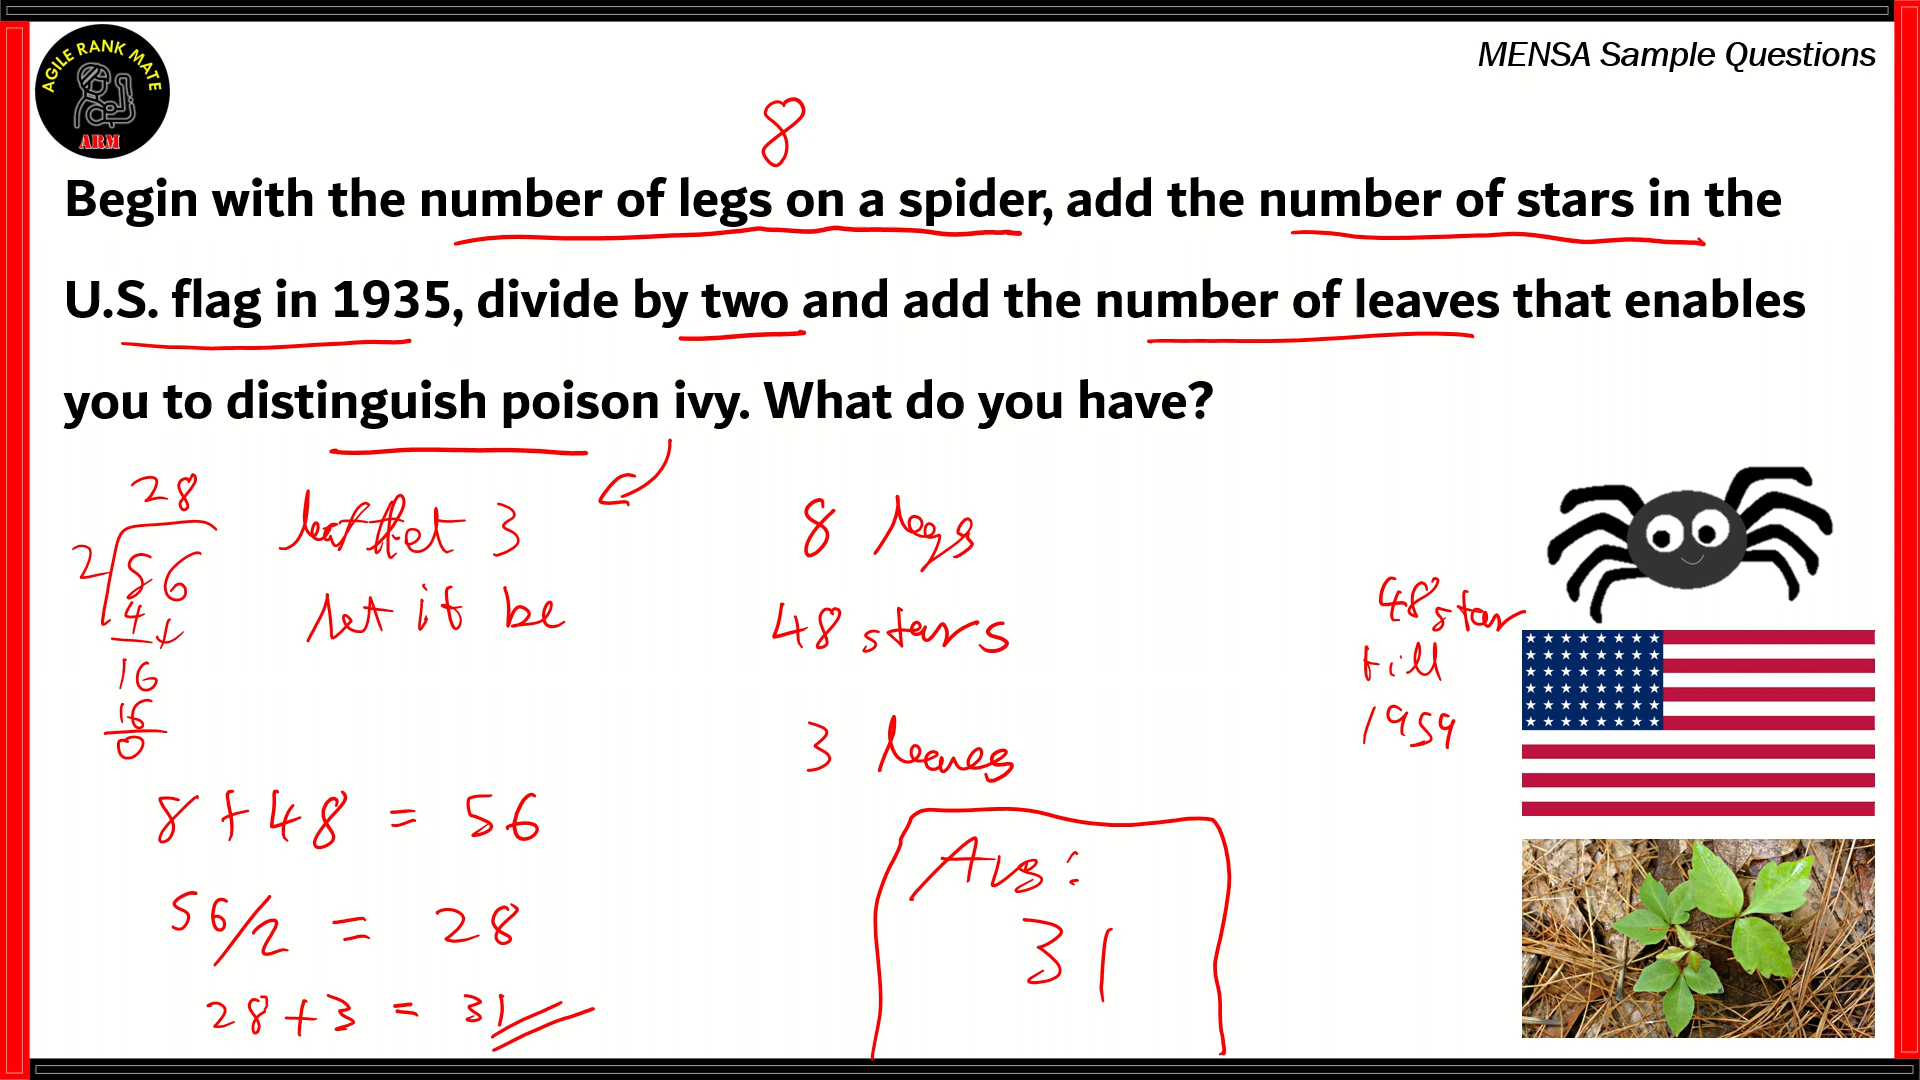 AGILE RANK MATE
ARM
MENSA Sample Questions
8
Begin with the number of legs on a spider, add the number of stars in the
U.S. flag in 1935, divide by two and add the number of leaves that enables
you to distinguish poison ivy. What do you have?
28
2 56
4
16
16
0
leaflet 3
let it be
8 legs
48 stars
3 leaves
48 star
till
1959
8 + 48 = 56
56/2 = 28
28 + 3 = 31
Ans:
31